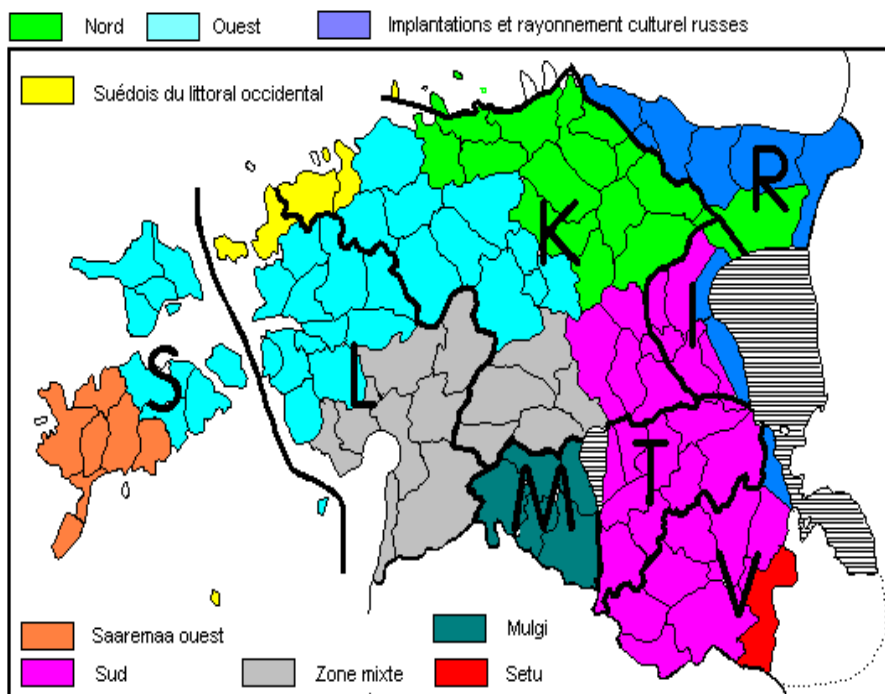 Nord Ouest Implantations et rayonnement culturel russes
Suédois du littoral occidental
R
K
I
S
L
T
M
V
Saaremaa ouest Mulgi
Sud Zone mixte Setu